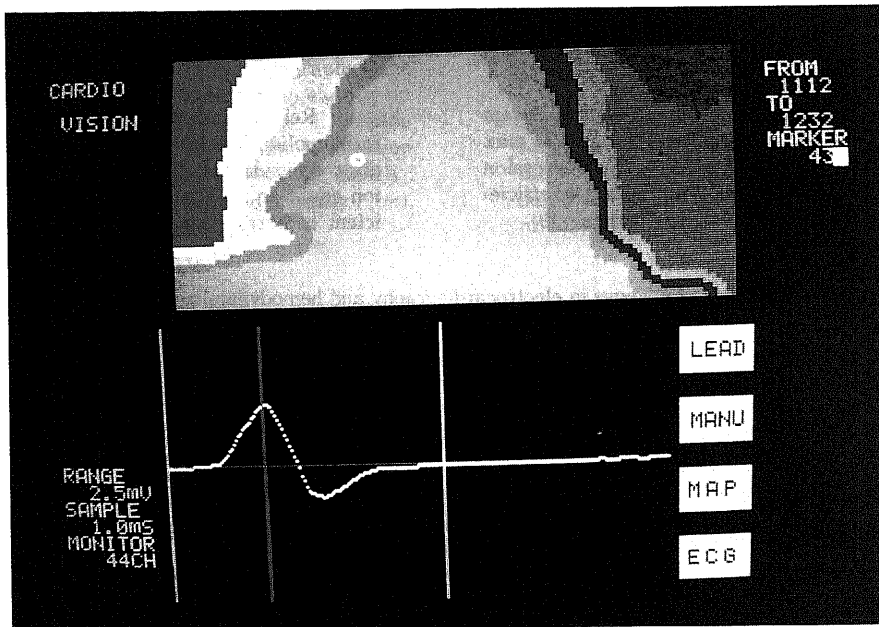 CARDIO
VISION
FROM
1112
TO
1232
MARKER
43
LEAD
MANU
MAP
ECG
RANGE
2.5mV
SAMPLE
1.0mS
MONITOR
44CH